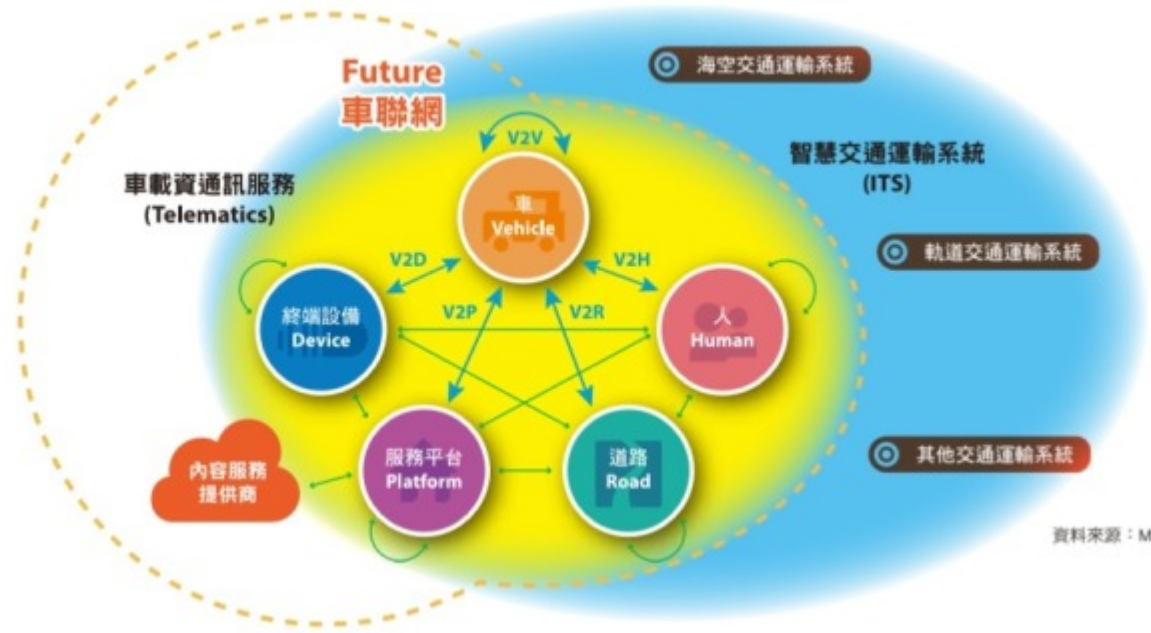 Future
車聯網
海空交通運輸系統
智慧交通運輸系統
(ITS)
車載資通訊服務
(Telematics)
V2V
車
Vehicle
V2D
V2H
V2P
V2R
軌道交通運輸系統
終端設備
Device
人
Human
服務平台
Platform
道路
Road
內容服務
提供商
其他交通運輸系統
資料來源：M